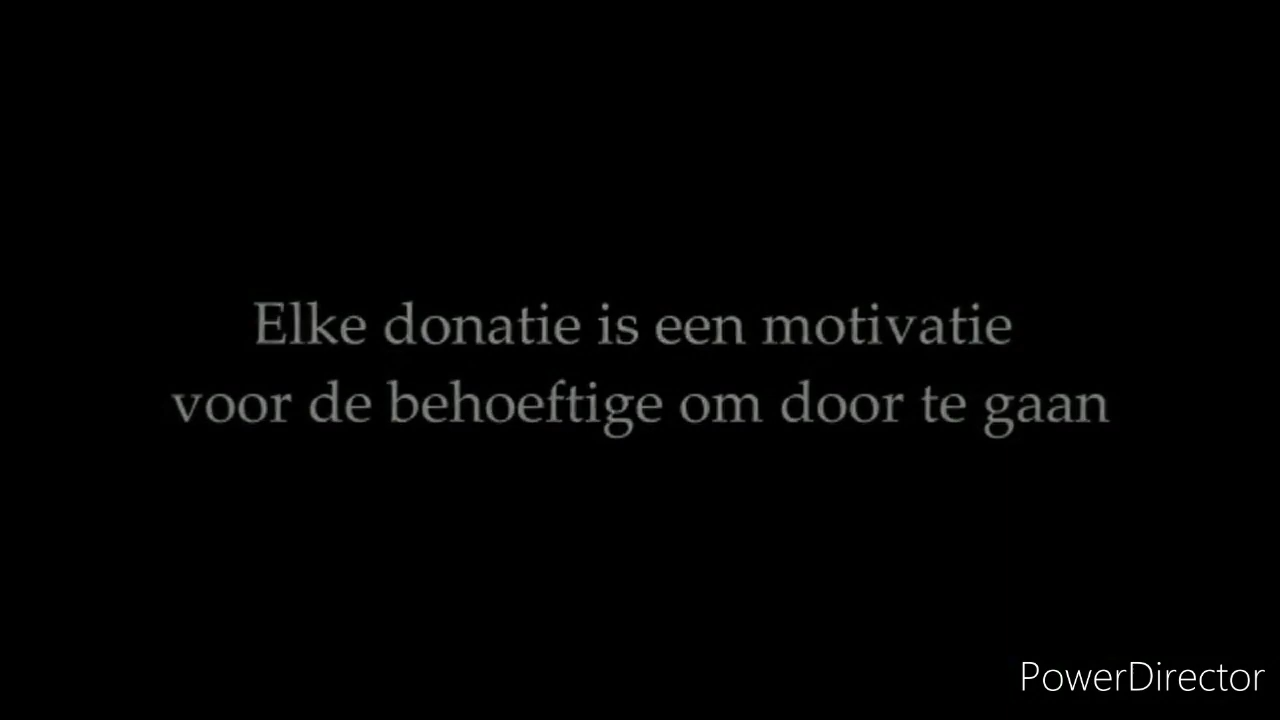 Elke donatie is een motivatie
voor de behoeftige om door te gaan
PowerDirector